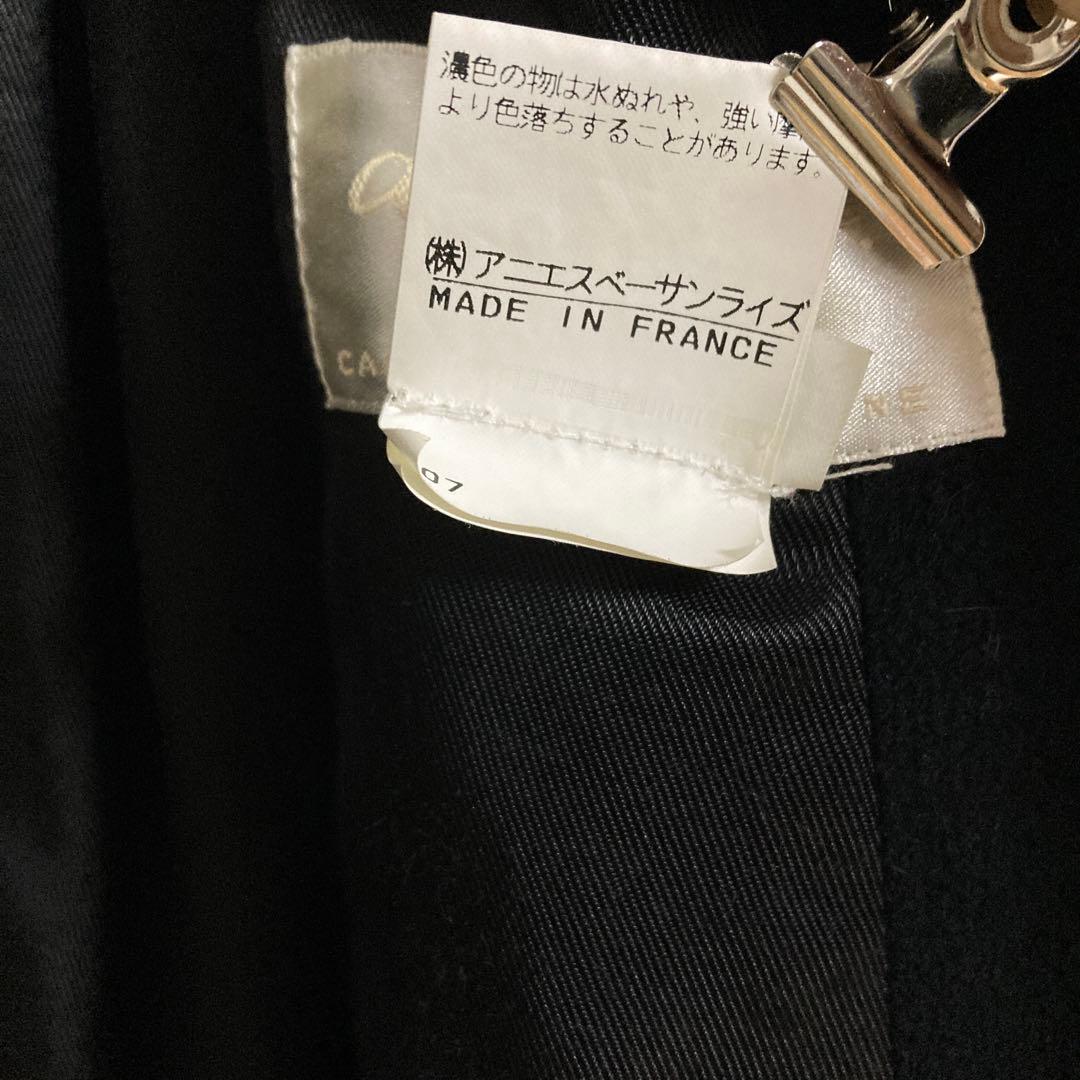 濃色の物は水ぬれや、強い摩
より色落ちすることがあります。
(株)アニエスベーサンライズ
MADE IN FRANCE
07